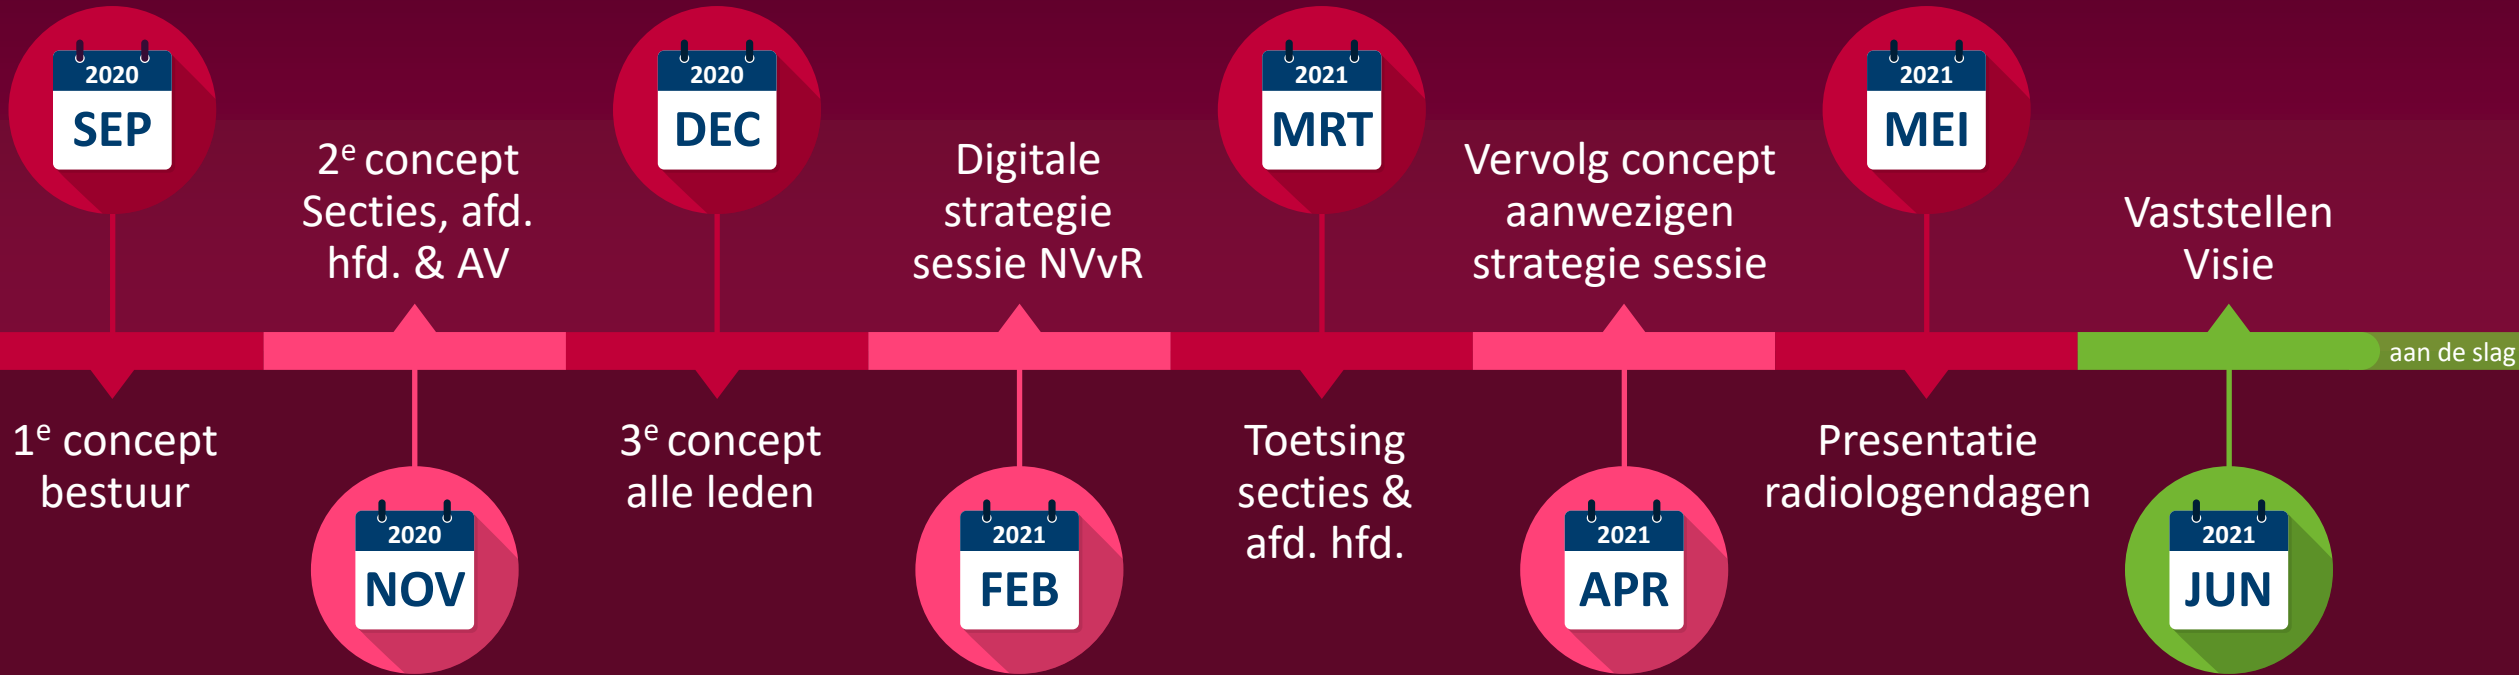 2020
SEP
1e concept
bestuur
2e concept
Secties, afd.
hfd. & AV
2020
NOV
2020
DEC
3e concept
alle leden
Digitale
strategie
sessie NVvR
2021
FEB
2021
MRT
Toetsing
secties &
afd. hfd.
Vervolg concept
aanwezigen
strategie sessie
2021
APR
2021
MEI
Presentatie
radiologendagen
Vaststellen
Visie
2021
JUN
aan de slag